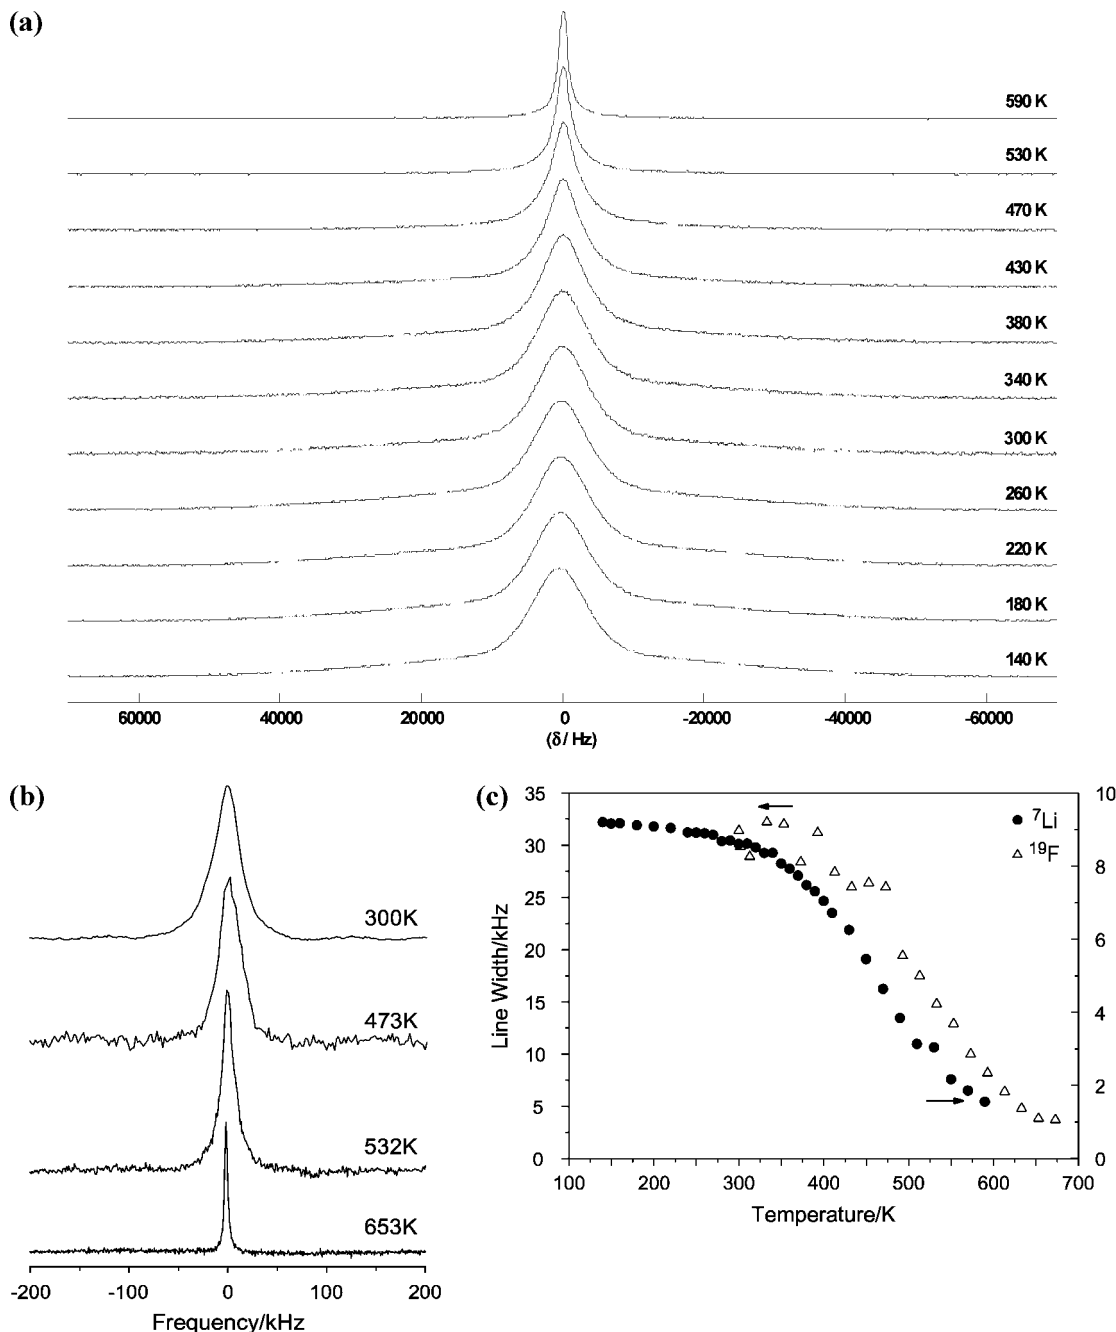 (a)
590 K
530 K
470 K
430 K
380 K
340 K
300 K
260 K
220 K
180 K
140 K
60000 40000 20000 0 -20000 -40000 -60000
(δ/ Hz)
(b)
300K
473K
532K
653K
-200 -100 0 100 200
Frequency/kHz
(c)
35 10
⁷Li
30
¹⁹F
8
25
6
20
15
4
10
2
5
0 0
Line Width/kHz
100 200 300 400 500 600 700
Temperature/K